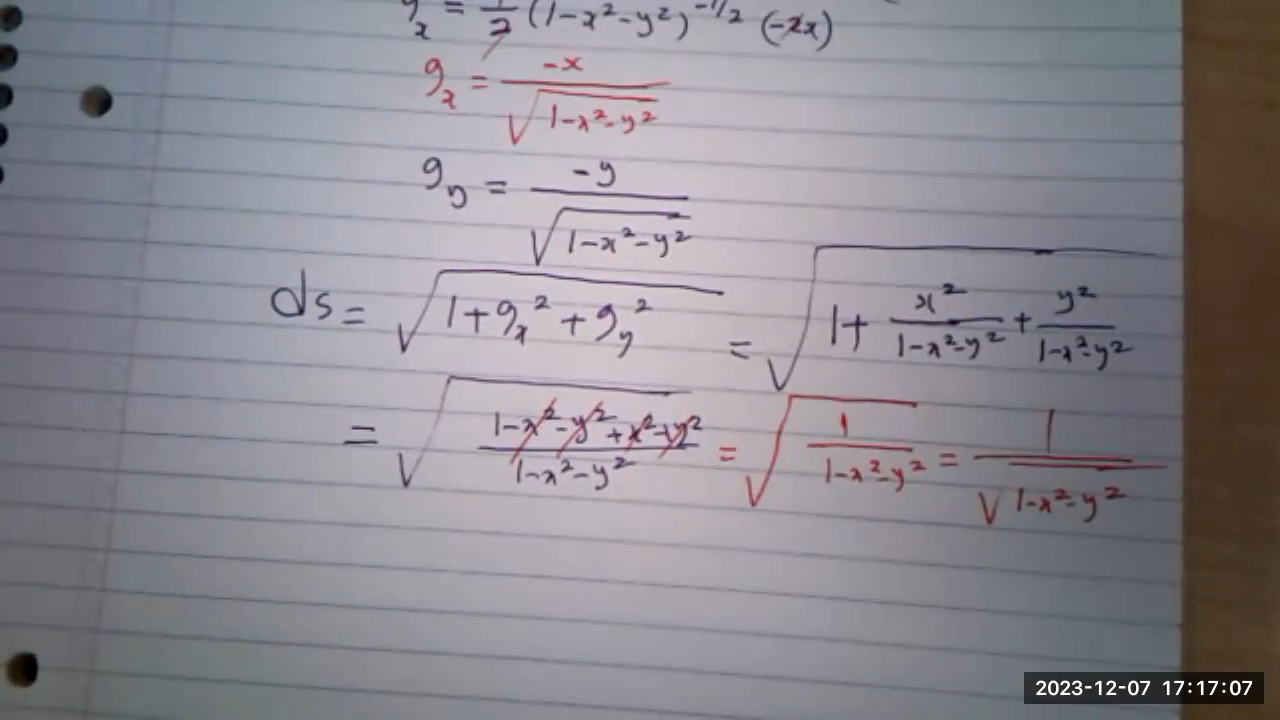 g_x = 1/2 (1-x²-y²)^(-1/2) (-2x)
g_x = -x / √(1-x²-y²)
g_y = -y / √(1-x²-y²)
ds = √(1+g_x²+g_y²) = √(1 + x²/(1-x²-y²) + y²/(1-x²-y²))
= √((1-x²-y²+x²+y²)/(1-x²-y²)) = √(1/(1-x²-y²)) = 1/√(1-x²-y²)
2023-12-07 17:17:07